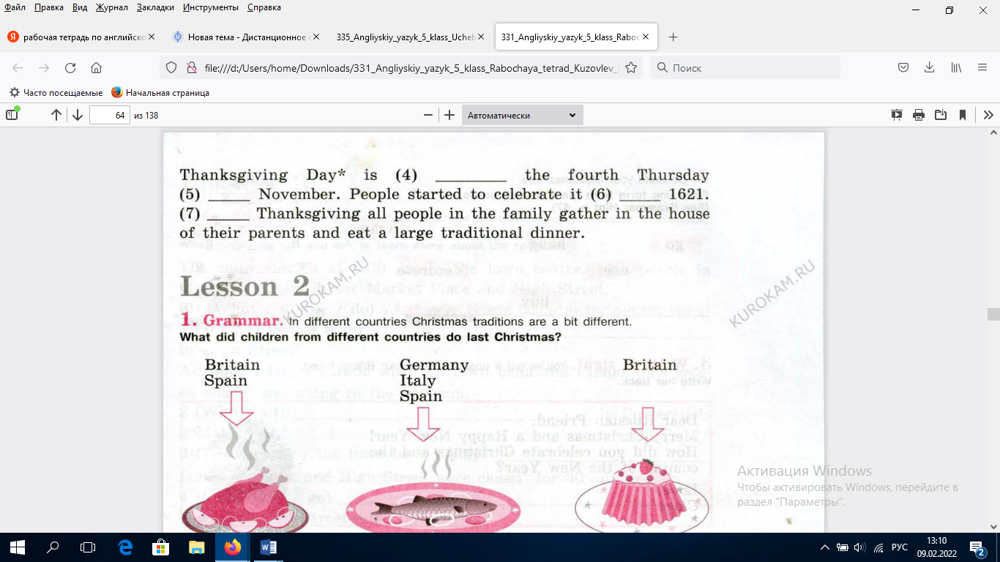 Файл Правка Вид Журнал Закладки Инструменты Справка
рабочая тетрадь по английско
Новая тема - Дистанционное о
335_Angliyskiy_yazyk_5_klass_Ucheb
331_Angliyskiy_yazyk_5_klass_Raboc
file:///d:/Users/home/Downloads/331_Angliyskiy_yazyk_5_klass_Rabochaya_tetrad_Kuzovlev_
Поиск
Часто посещаемые Начальная страница
64 из 138
Автоматически
Thanksgiving Day* is (4) ________ the fourth Thursday
(5) _____ November. People started to celebrate it (6) _____ 1621.
(7) _____ Thanksgiving all people in the family gather in the house
of their parents and eat a large traditional dinner.
KUROKAM.RU
KUROKAM.RU
Lesson 2
1. Grammar. In different countries Christmas traditions are a bit different.
What did children from different countries do last Christmas?
Britain
Spain
Germany
Italy
Spain
Britain
Активация Windows
Чтобы активировать Windows, перейдите в
раздел "Параметры".
РУС
13:10
09.02.2022
2